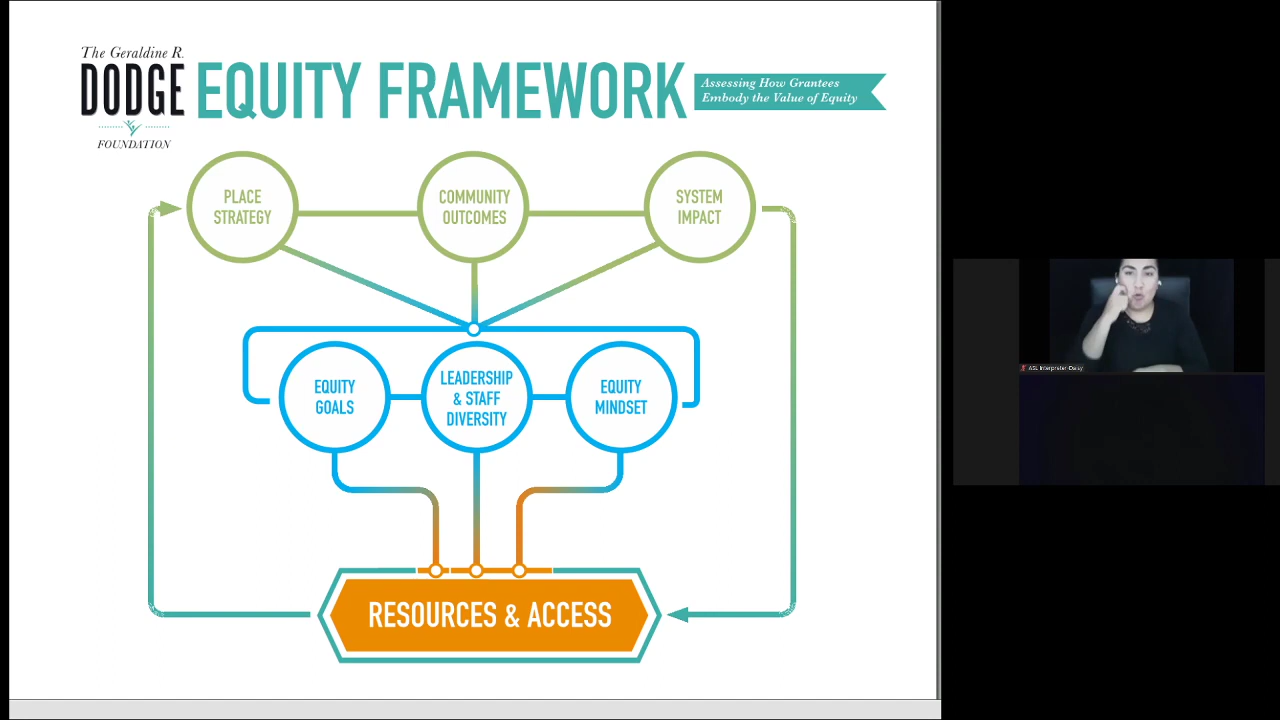 The Geraldine R.
DODGE
FOUNDATION
EQUITY FRAMEWORK
Assessing How Grantees
Embody the Value of Equity
PLACE
STRATEGY
COMMUNITY
OUTCOMES
SYSTEM
IMPACT
EQUITY
GOALS
LEADERSHIP
& STAFF
DIVERSITY
EQUITY
MINDSET
RESOURCES & ACCESS
ASL Interpreter-Daisy